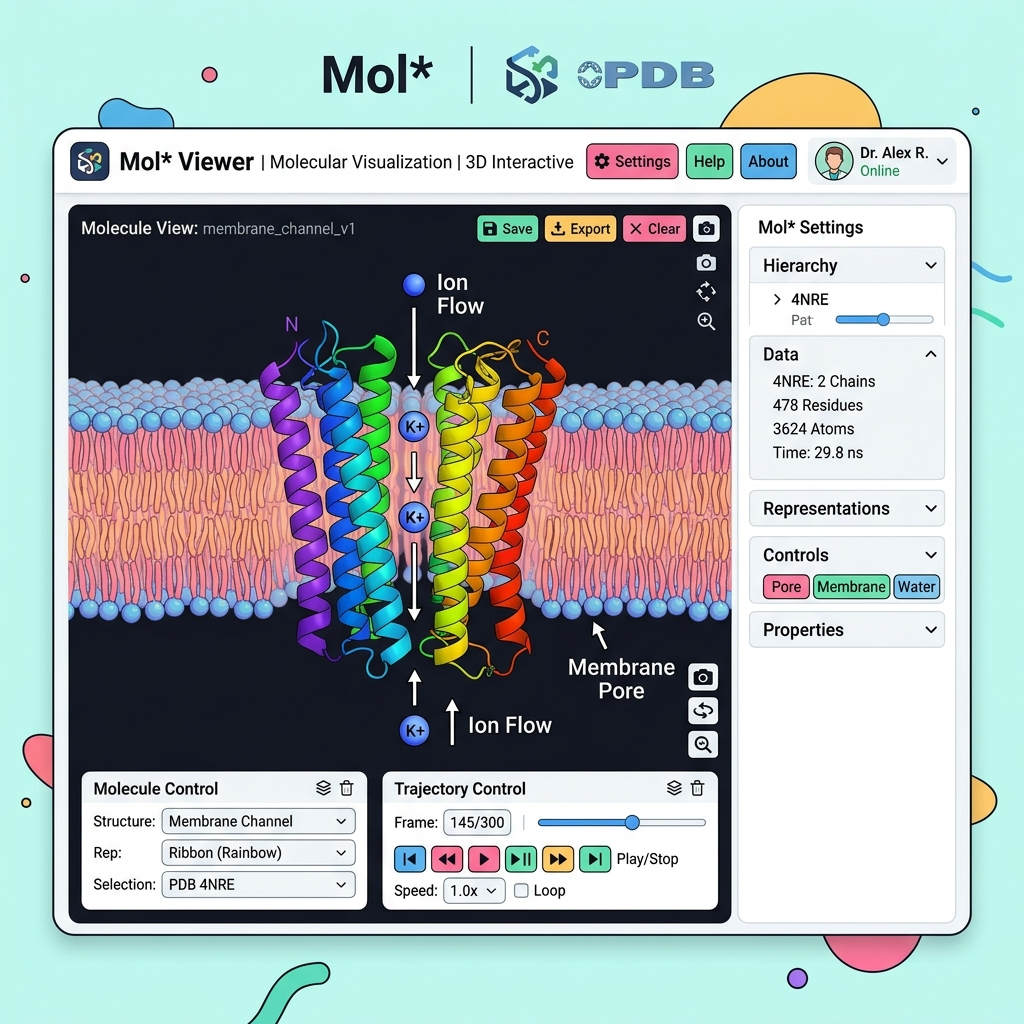 Mol* | PDB
Mol* Viewer | Molecular Visualization | 3D Interactive
Settings
Help
About
Dr. Alex R.
Online
Molecule View: membrane_channel_v1
Save
Export
Clear
Ion
Flow
N
C
K+
K+
Membrane
Pore
K+
Ion Flow
Molecule Control
Structure: Membrane Channel
Rep: Ribbon (Rainbow)
Selection: PDB 4NRE
Trajectory Control
Frame: 145/300
Play/Stop
Speed: 1.0x
Loop
Mol* Settings
Hierarchy
4NRE
Pat
Data
4NRE: 2 Chains
478 Residues
3624 Atoms
Time: 29.8 ns
Representations
Controls
Pore Membrane Water
Properties